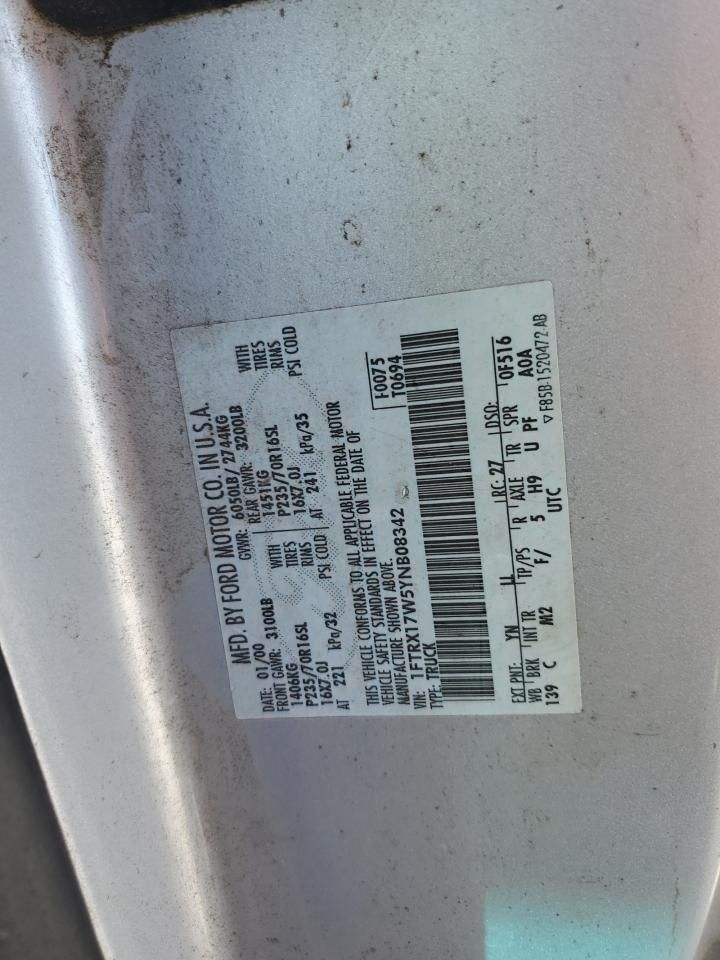 MFD. BY FORD MOTOR CO. IN U.S.A.
DATE: 01/00 GVWR: 6050LB/ 2744KG
FRONT GAWR: 3100LB REAR GAWR: 3200LB
1406KG WITH 1451KG WITH
P235/70R16SL TIRES P235/70R16SL TIRES
16X7.0J RIMS 16X7.0J RIMS
AT 221 kPa/32 PSI COLD AT 241 kPa/35 PSI COLD
THIS VEHICLE CONFORMS TO ALL APPLICABLE FEDERAL MOTOR
VEHICLE SAFETY STANDARDS IN EFFECT ON THE DATE OF
MANUFACTURE SHOWN ABOVE.
F0075
T0694
VIN: 1FTRX17W5YNB08342
TYPE: TRUCK
EXT PNT: YN LL RC: 27 DSO: 0F516
WB BRK INT TR TP/PS R AXLE TR SPR A0A
139 C M2 F/ 5 H9 U PF
UTC ▽ F85B-1520472-AB